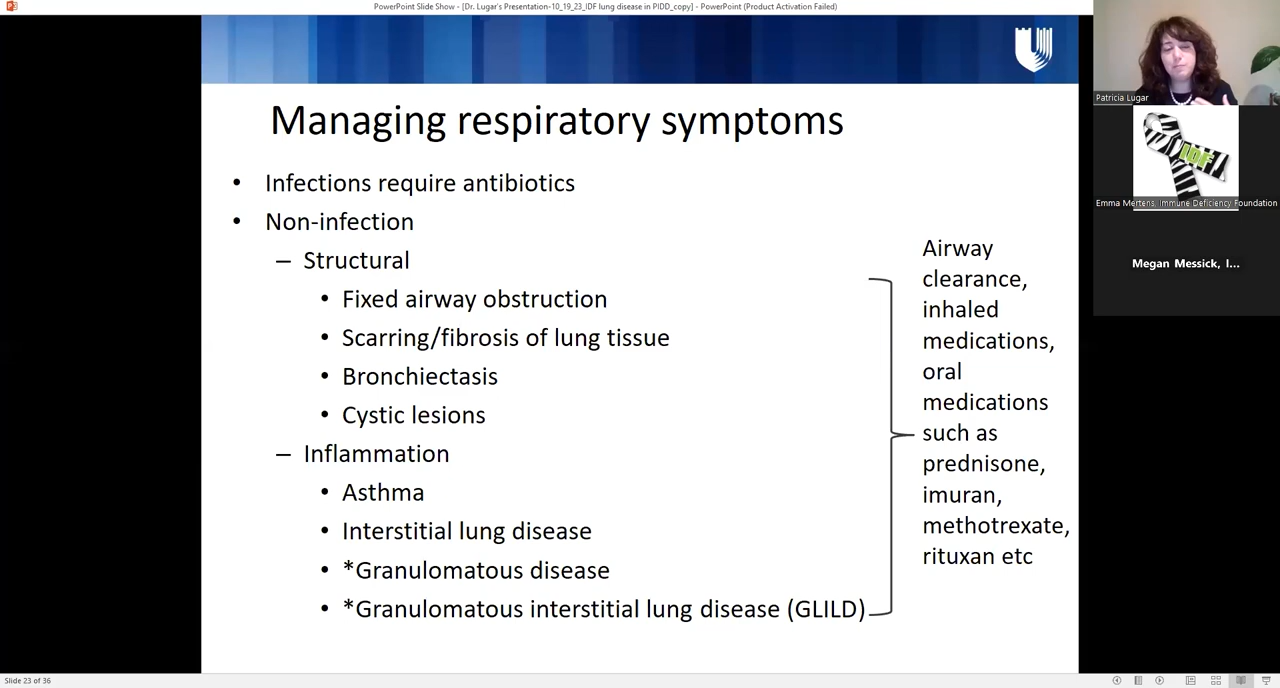 PowerPoint Slide Show - [Dr. Lugar's Presentation-10_19_23_IDF lung disease in PIDD_copy] - PowerPoint (Product Activation Failed)
Managing respiratory symptoms
• Infections require antibiotics
• Non-infection
– Structural
• Fixed airway obstruction
• Scarring/fibrosis of lung tissue
• Bronchiectasis
• Cystic lesions
– Inflammation
• Asthma
• Interstitial lung disease
• *Granulomatous disease
• *Granulomatous interstitial lung disease (GLILD)
Airway
clearance,
inhaled
medications,
oral
medications
such as
prednisone,
imuran,
methotrexate,
rituxan etc
Patricia Lugar
IDF
Emma Mertens, Immune Deficiency Foundation
Megan Messick, I...
Slide 23 of 36